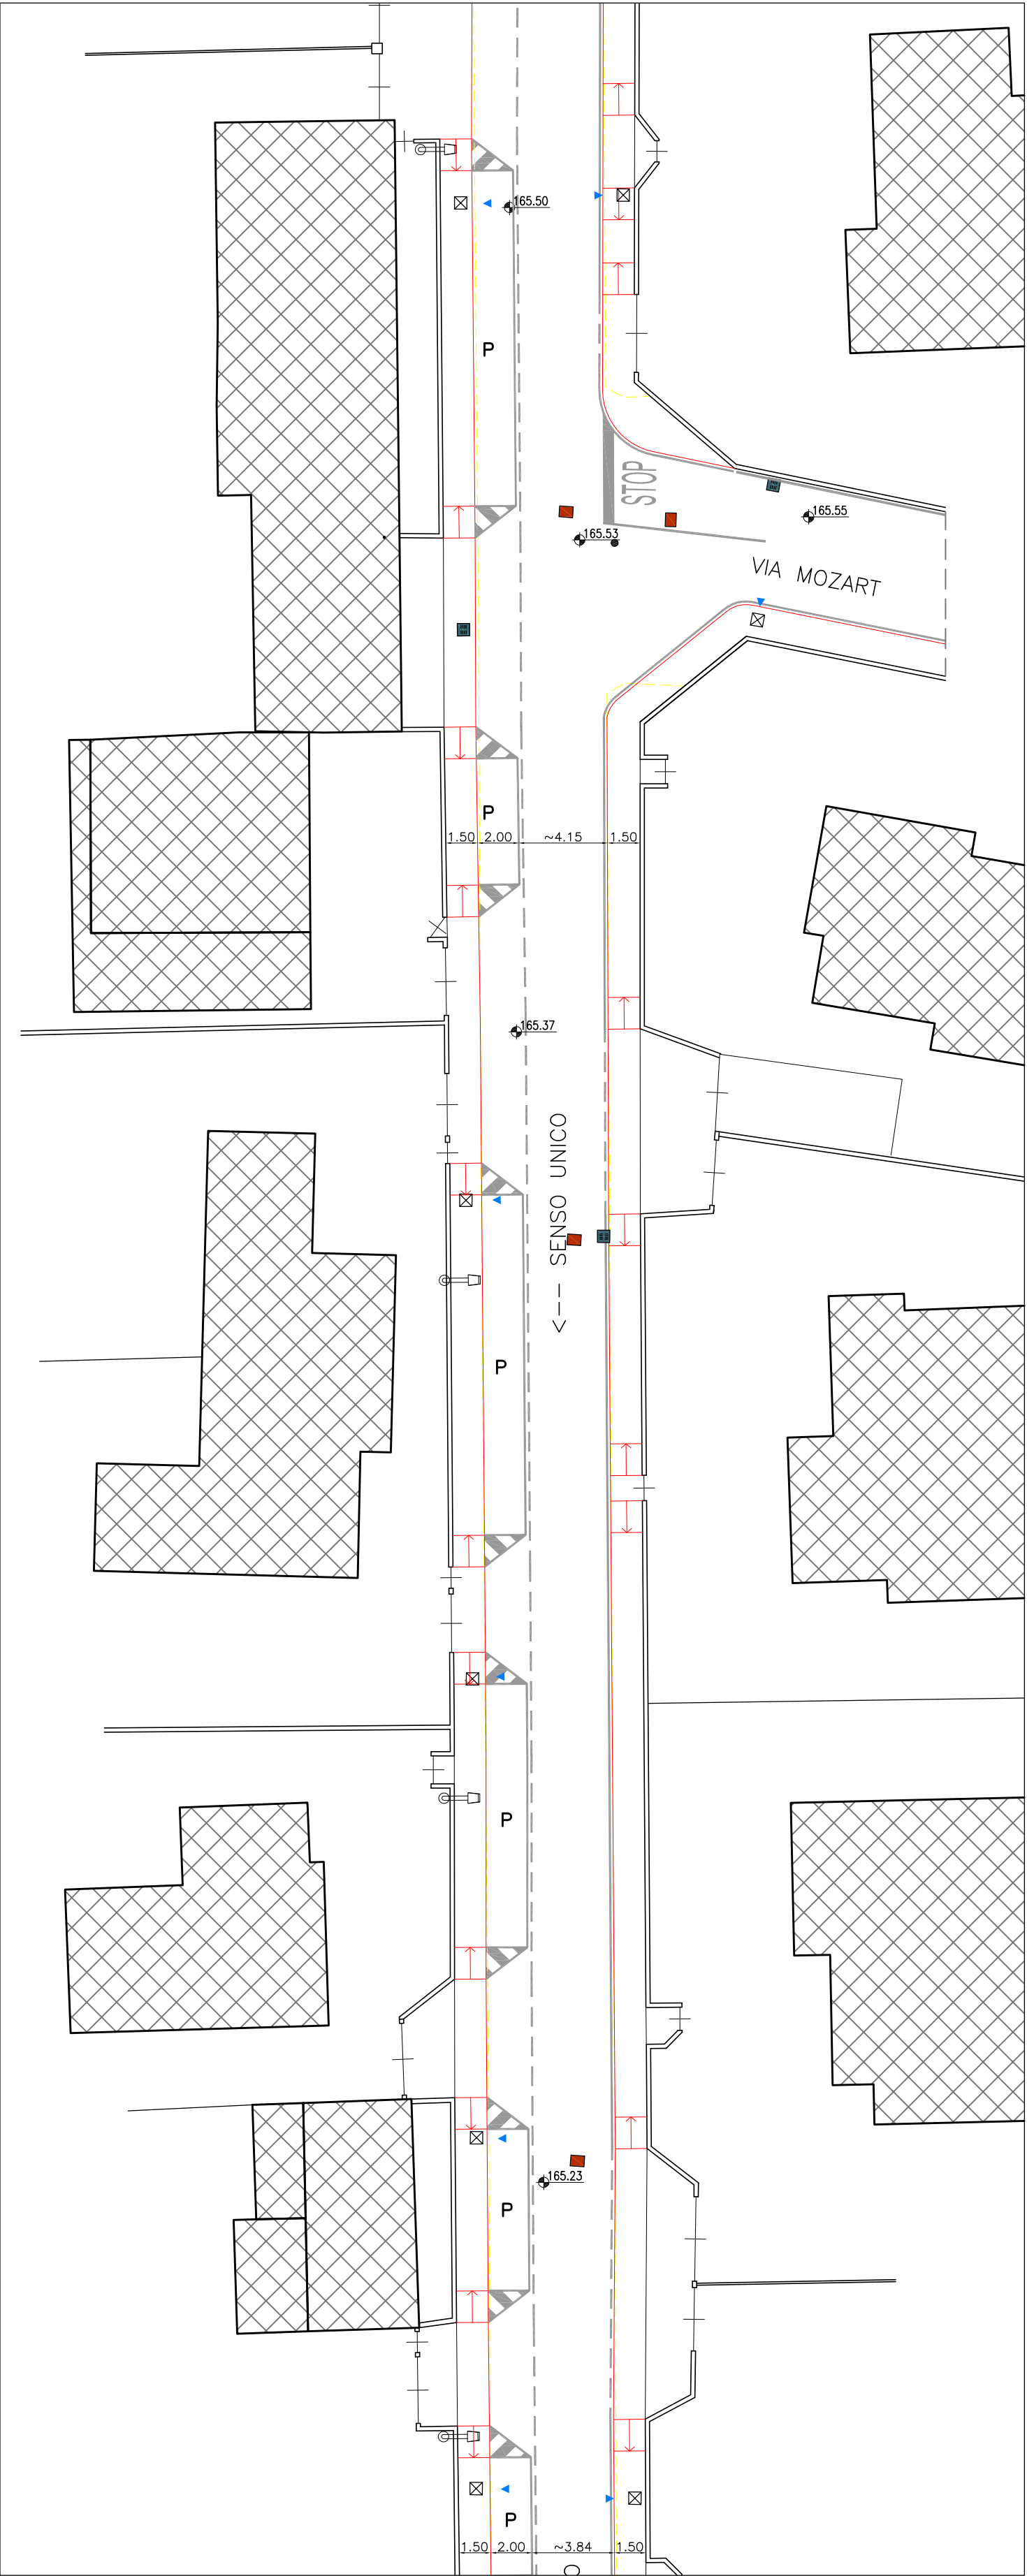 165.50
P
STOP
165.55
165.53
VIA MOZART
P
1.50 2.00 ~4.15 1.50
165.37
<--- SENSO UNICO
P
P
165.23
P
P
1.50 2.00 ~3.84 1.50
O